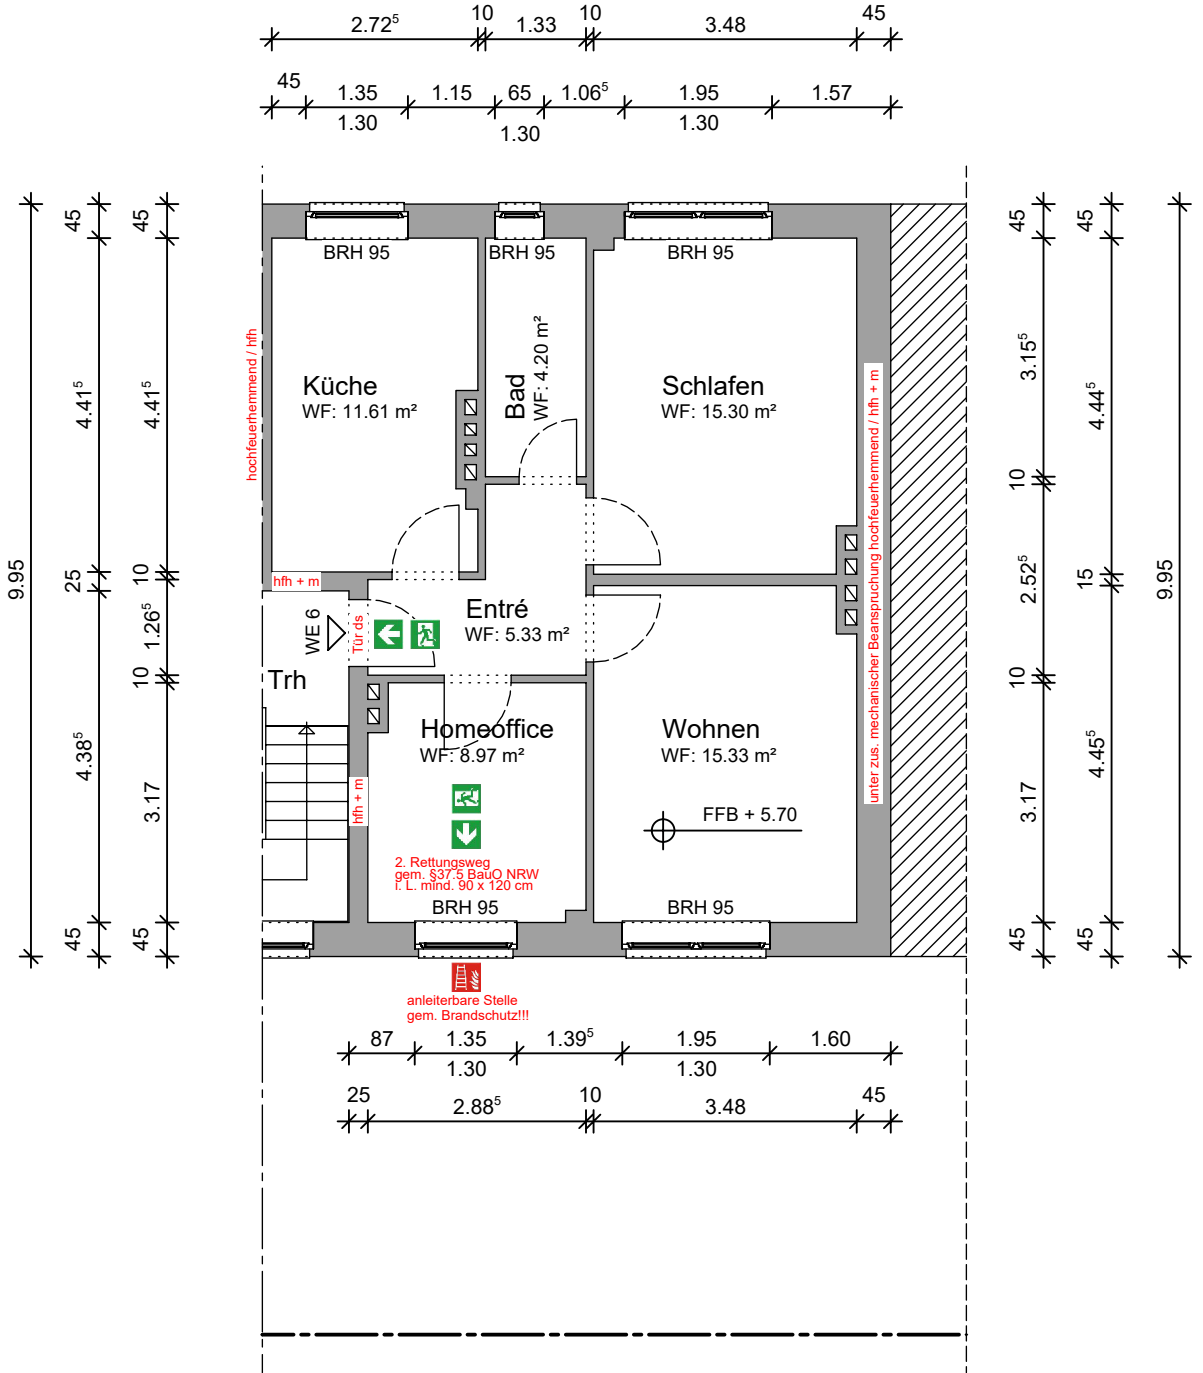 2.72⁵ 10 1.33 10 3.48 45
45 1.35 1.15 65 1.06⁵ 1.95 1.57
1.30 1.30 1.30
9.95
45 4.41⁵ 25 4.38⁵ 45
45 4.41⁵ 10 1.26⁵ 10 3.17 45
BRH 95
BRH 95
BRH 95
hochfeuerhemmend / hfh
Küche
WF: 11.61 m²
Bad
WF: 4.20 m²
Schlafen
WF: 15.30 m²
unter zus. mechanischer Beanspruchung hochfeuerhemmend / hfh + m
hfh + m
WE 6
Tür ds
Entré
WF: 5.33 m²
Trh
Homeoffice
WF: 8.97 m²
Wohnen
WF: 15.33 m²
hfh + m
FFB + 5.70
2. Rettungsweg
gem. §37.5 BauO NRW
i. L. mind. 90 x 120 cm
BRH 95
BRH 95
anleiterbare Stelle
gem. Brandschutz!!!
45 3.15⁵ 10 2.52⁵ 10 3.17 45
45 4.44⁵ 15 4.45⁵ 45
9.95
87 1.35 1.39⁵ 1.95 1.60
1.30 1.30
25 2.88⁵ 10 3.48 45